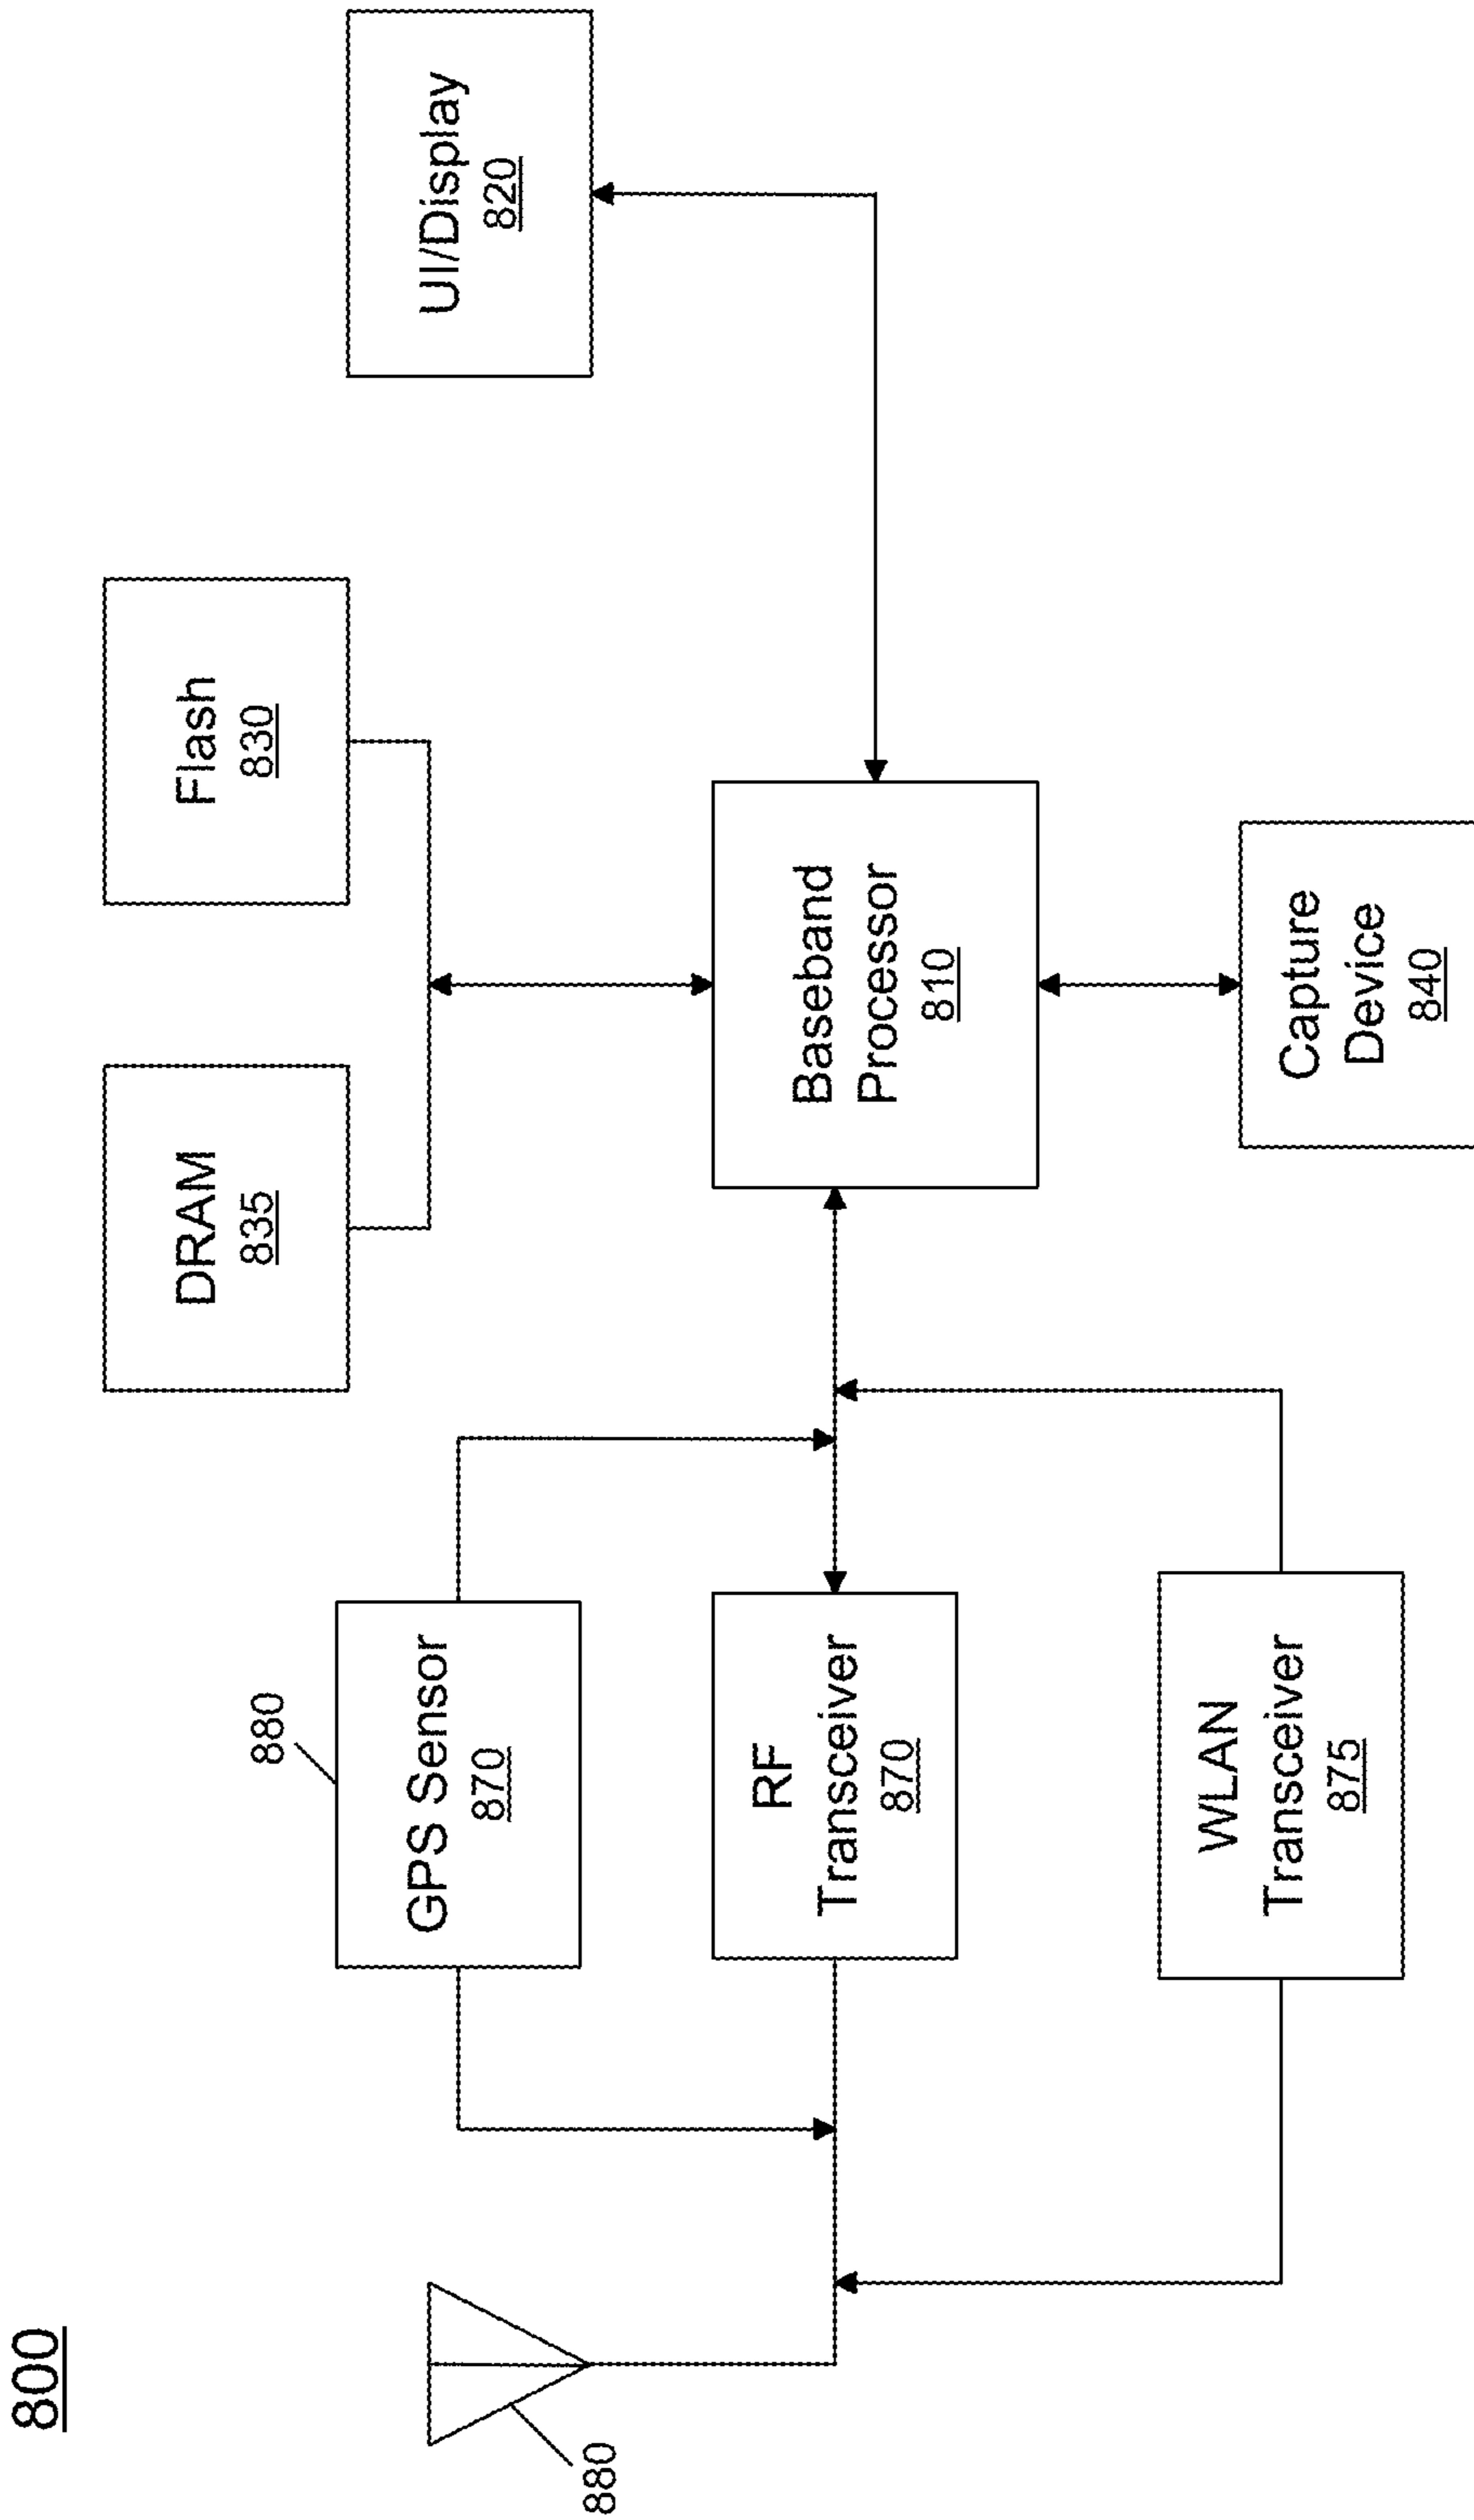 800
DRAM
835
Flash
830
UI/Display
820
880
GPS Sensor
870
880
RF
Transceiver
870
Baseband
Processor
810
WLAN
Transceiver
875
Capture
Device
840